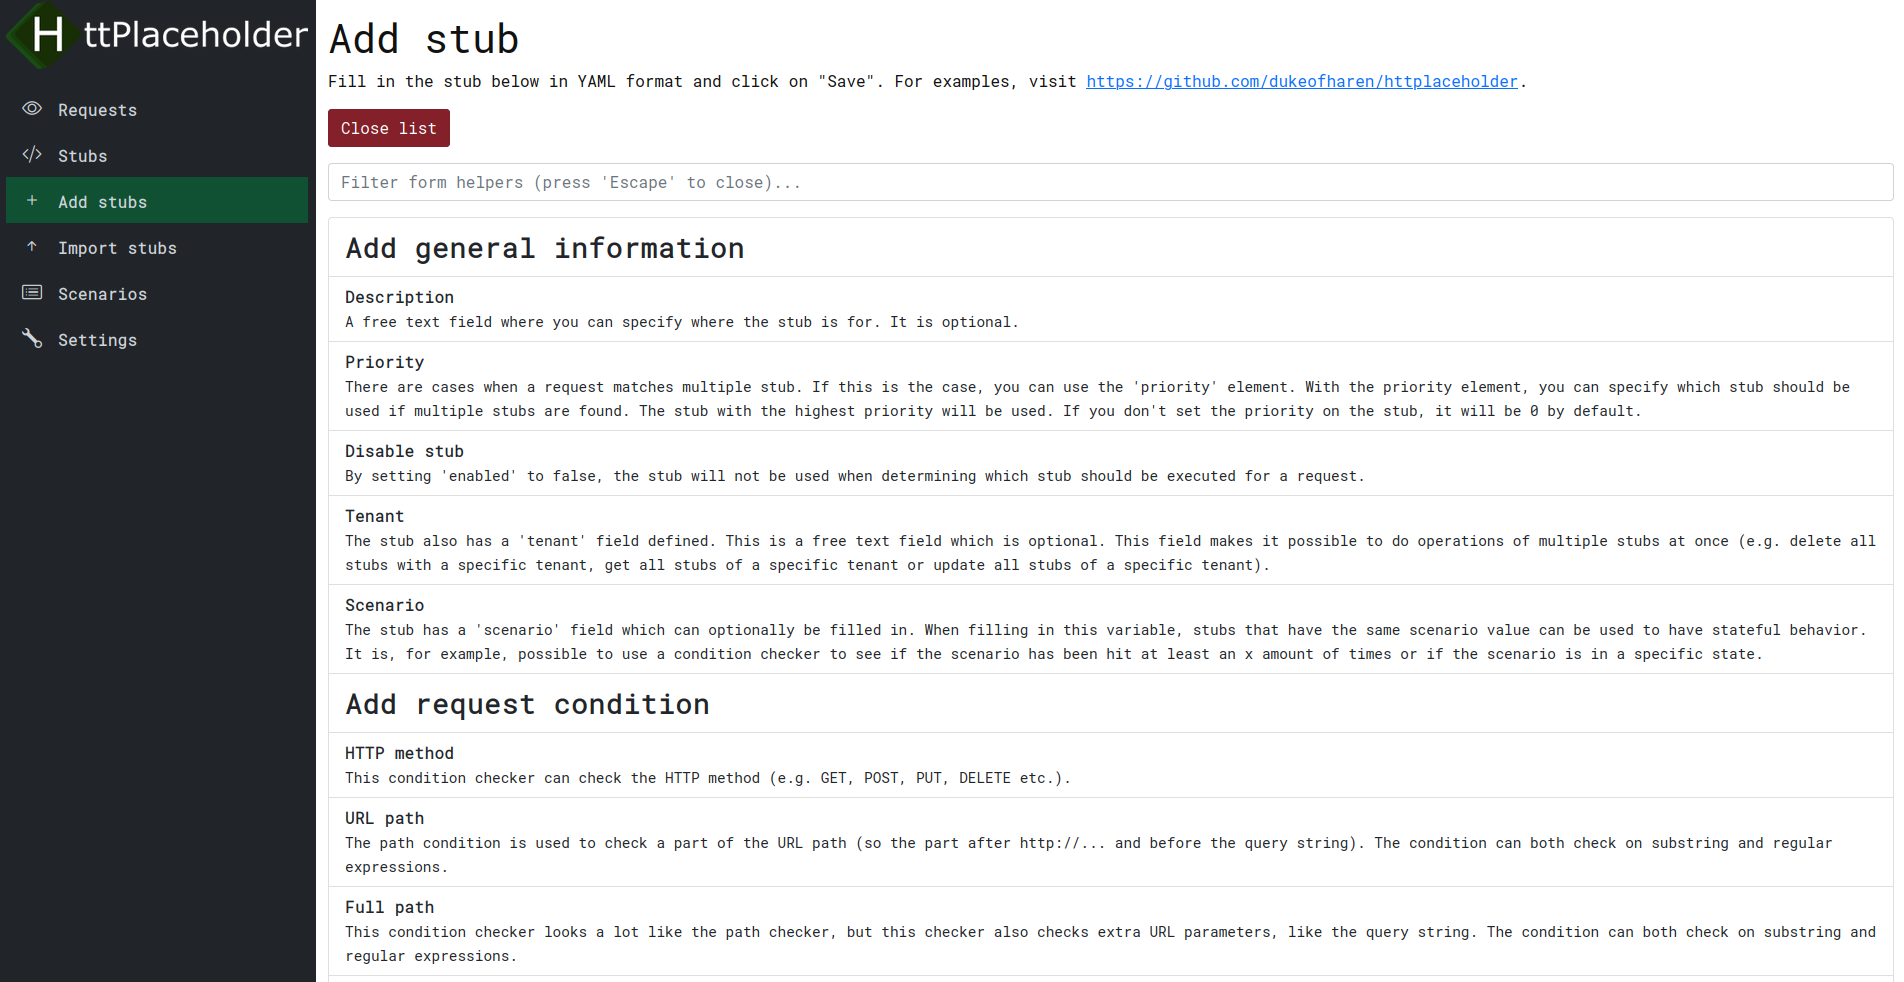 HttPlaceholder
Requests
Stubs
Add stubs
Import stubs
Scenarios
Settings
Add stub
Fill in the stub below in YAML format and click on "Save". For examples, visit https://github.com/dukeofharen/httplaceholder.
Close list
Filter form helpers (press 'Escape' to close)...
Add general information
Description
A free text field where you can specify where the stub is for. It is optional.
Priority
There are cases when a request matches multiple stub. If this is the case, you can use the 'priority' element. With the priority element, you can specify which stub should be
used if multiple stubs are found. The stub with the highest priority will be used. If you don't set the priority on the stub, it will be 0 by default.
Disable stub
By setting 'enabled' to false, the stub will not be used when determining which stub should be executed for a request.
Tenant
The stub also has a 'tenant' field defined. This is a free text field which is optional. This field makes it possible to do operations of multiple stubs at once (e.g. delete all
stubs with a specific tenant, get all stubs of a specific tenant or update all stubs of a specific tenant).
Scenario
The stub has a 'scenario' field which can optionally be filled in. When filling in this variable, stubs that have the same scenario value can be used to have stateful behavior.
It is, for example, possible to use a condition checker to see if the scenario has been hit at least an x amount of times or if the scenario is in a specific state.
Add request condition
HTTP method
This condition checker can check the HTTP method (e.g. GET, POST, PUT, DELETE etc.).
URL path
The path condition is used to check a part of the URL path (so the part after http://... and before the query string). The condition can both check on substring and regular
expressions.
Full path
This condition checker looks a lot like the path checker, but this checker also checks extra URL parameters, like the query string. The condition can both check on substring and
regular expressions.